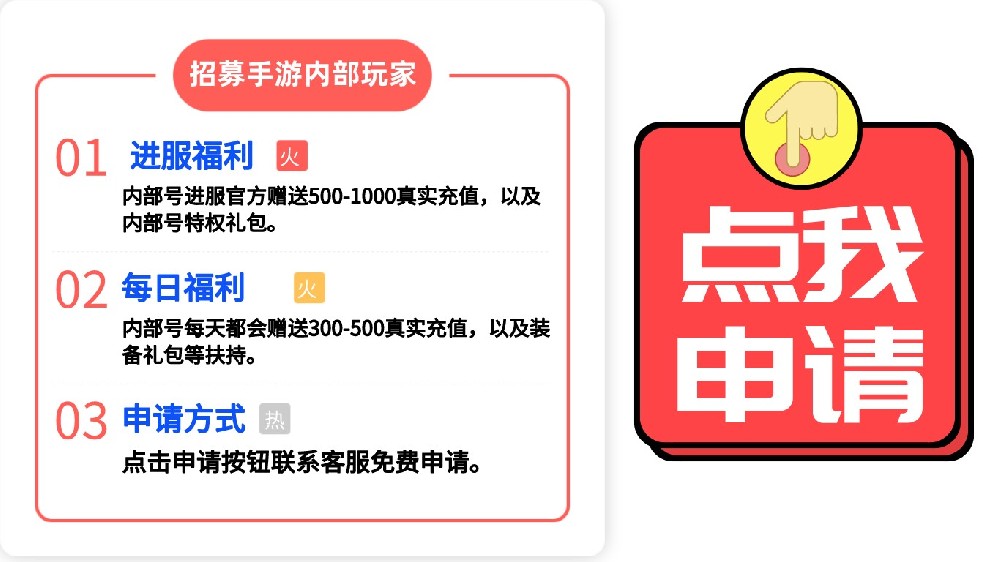 招募手游内部玩家
01 进服福利 火
内部号进服官方赠送500-1000真实充值，以及
内部号特权礼包。
02 每日福利 火
内部号每天都会赠送300-500真实充值，以及装
备礼包等扶持。
03 申请方式 热
点击申请按钮联系客服免费申请。
点我
申请